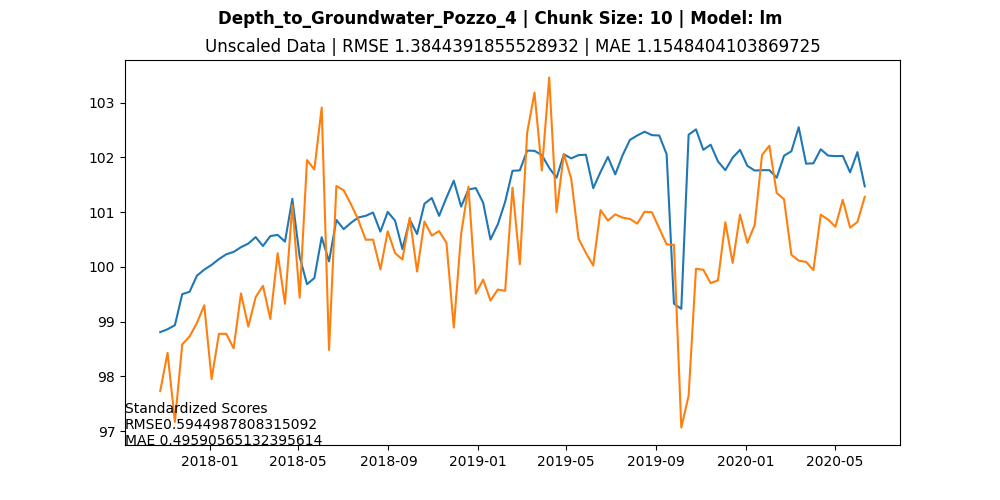 Depth_to_Groundwater_Pozzo_4 | Chunk Size: 10 | Model: lm
Unscaled Data | RMSE 1.3844391855528932 | MAE 1.1548404103869725
103
102
101
100
99
98
97
Standardized Scores
RMSE0.5944987808315092
MAE 0.49590565132395614
2018-01 2018-05 2018-09 2019-01 2019-05 2019-09 2020-01 2020-05